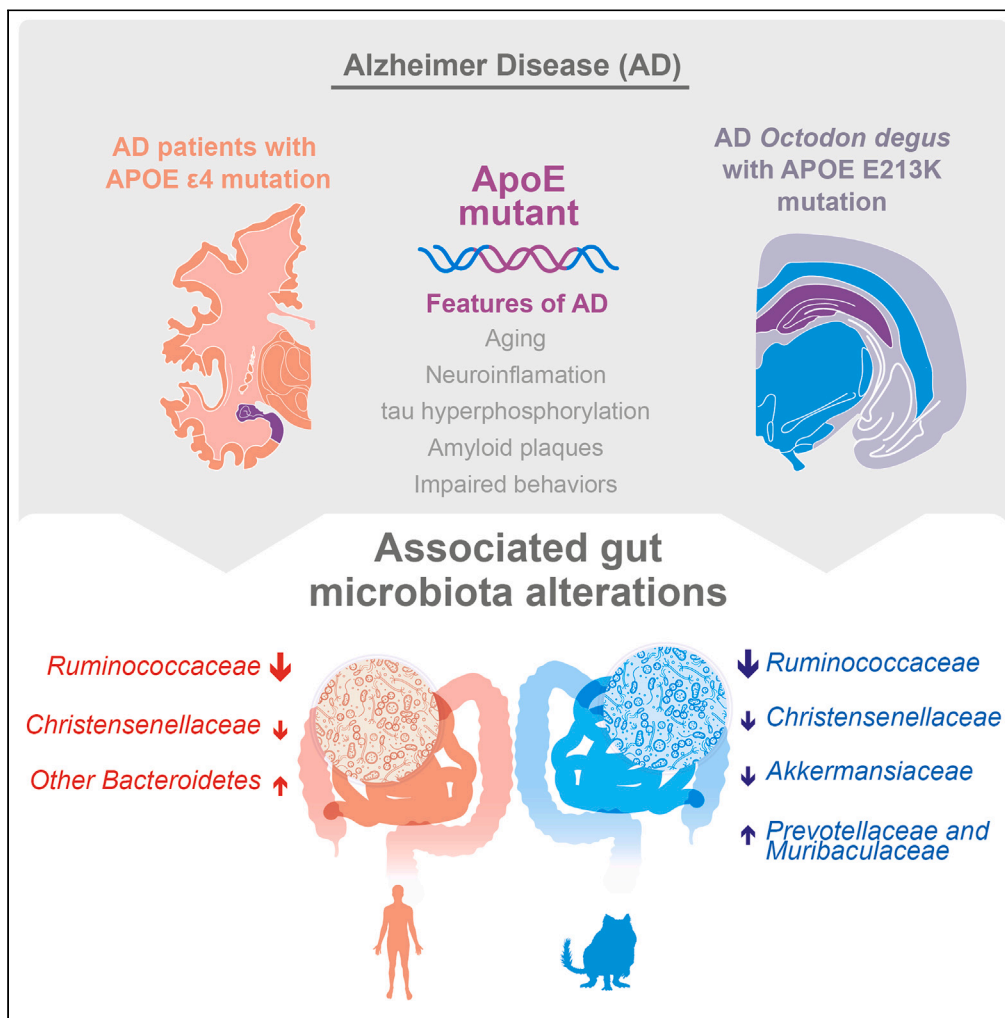 Alzheimer Disease (AD)
AD patients with
APOE ε4 mutation
ApoE
mutant
Features of AD
Aging
Neuroinflamation
tau hyperphosphorylation
Amyloid plaques
Impaired behaviors
AD Octodon degus
with APOE E213K
mutation
Associated gut
microbiota alterations
Ruminococcaceae ↓
Christensenellaceae ↓
Other Bacteroidetes ↑
↓ Ruminococcaceae
↓ Christensenellaceae
↓ Akkermansiaceae
↑ Prevotellaceae and
Muribaculaceae